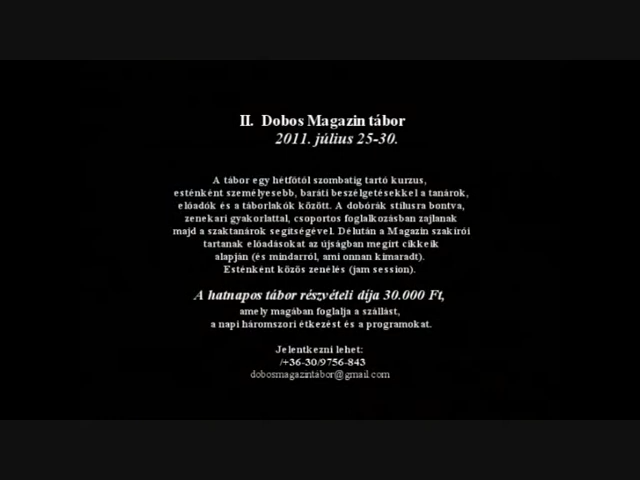 II. Dobos Magazin tábor
2011. július 25-30.
A tábor egy hétfőtől szombatig tartó kurzus,
esténként személyesebb, baráti beszélgetésekkel a tanárok,
előadók és a táborlakók között. A dobórák stílusra bontva,
zenekari gyakorlattal, csoportos foglalkozásban zajlanak
majd a szaktanárok segítségével. Délután a Magazin szakírói
tartanak előadásokat az újságban megírt cikkeik
alapján (és mindarról, ami onnan kimaradt).
Esténként közös zenélés (jam session).
A hatnapos tábor részvételi díja 30.000 Ft,
amely magában foglalja a szállást,
a napi háromszori étkezést és a programokat.
Jelentkezni lehet:
/+36-30/9756-843
dobosmagazintábor@gmail.com